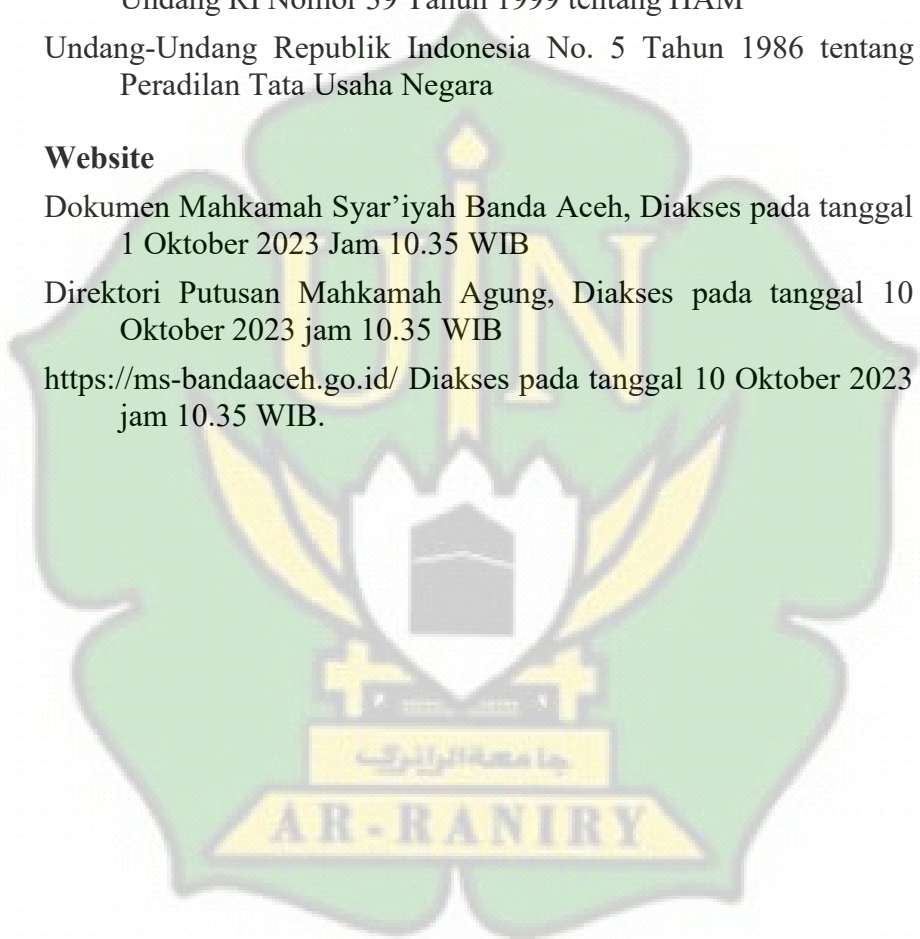 Undang RI Nomor 39 Tahun 1999 tentang HAM
Undang-Undang Republik Indonesia No. 5 Tahun 1986 tentang
Peradilan Tata Usaha Negara
Website
Dokumen Mahkamah Syar’iyah Banda Aceh, Diakses pada tanggal
1 Oktober 2023 Jam 10.35 WIB
Direktori Putusan Mahkamah Agung, Diakses pada tanggal 10
Oktober 2023 jam 10.35 WIB
https://ms-bandaaceh.go.id/ Diakses pada tanggal 10 Oktober 2023
jam 10.35 WIB.
UIN
جامعة الرانري
AR-RANIRY